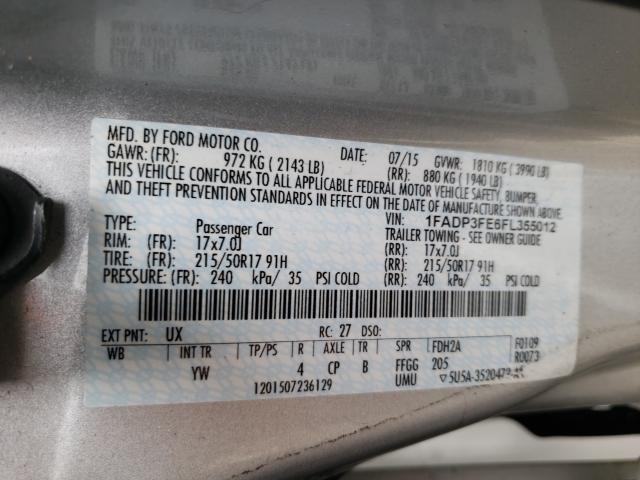 MFD. BY FORD MOTOR CO.
DATE: 07/15 GVWR: 1810 KG ( 3990 LB)
GAWR: (FR): 972 KG ( 2143 LB) (RR): 880 KG ( 1940 LB)
THIS VEHICLE CONFORMS TO ALL APPLICABLE FEDERAL MOTOR VEHICLE SAFETY, BUMPER,
AND THEFT PREVENTION STANDARDS IN EFFECT ON THE DATE OF MANUFACTURE SHOWN ABOVE.
VIN: 1FADP3FE6FL355012
TYPE: Passenger Car TRAILER TOWING - SEE OWNER GUIDE
RIM: (FR): 17x7.0J (RR): 17x7.0J
TIRE: (FR): 215/50R17 91H (RR): 215/50R17 91H
PRESSURE: (FR): 240 kPa/ 35 PSI COLD (RR): 240 kPa/ 35 PSI COLD
EXT PNT: UX RC: 27 DSO: F0109
WB INT TR TP/PS R AXLE TR SPR FDH2A R0073
YW 4 CP B FFGG 205
1201507236129 UMU